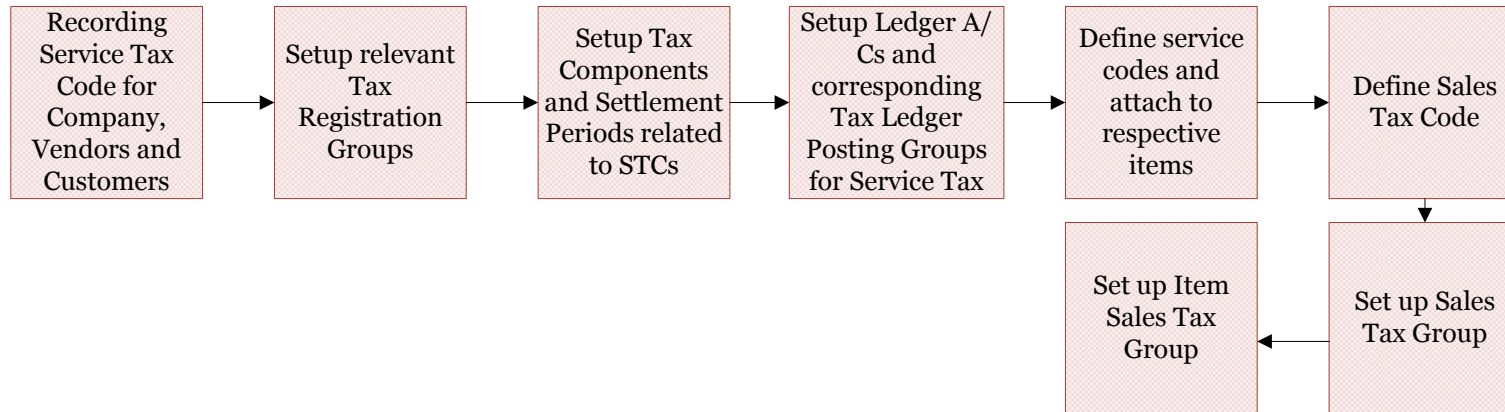 Recording
Service Tax
Code for
Company,
Vendors and
Customers
Setup relevant
Tax
Registration
Groups
Setup Tax
Components
and Settlement
Periods related
to STCs
Setup Ledger A/
Cs and
corresponding
Tax Ledger
Posting Groups
for Service Tax
Define service
codes and
attach to
respective
items
Define Sales
Tax Code
Set up Sales
Tax Group
Set up Item
Sales Tax
Group